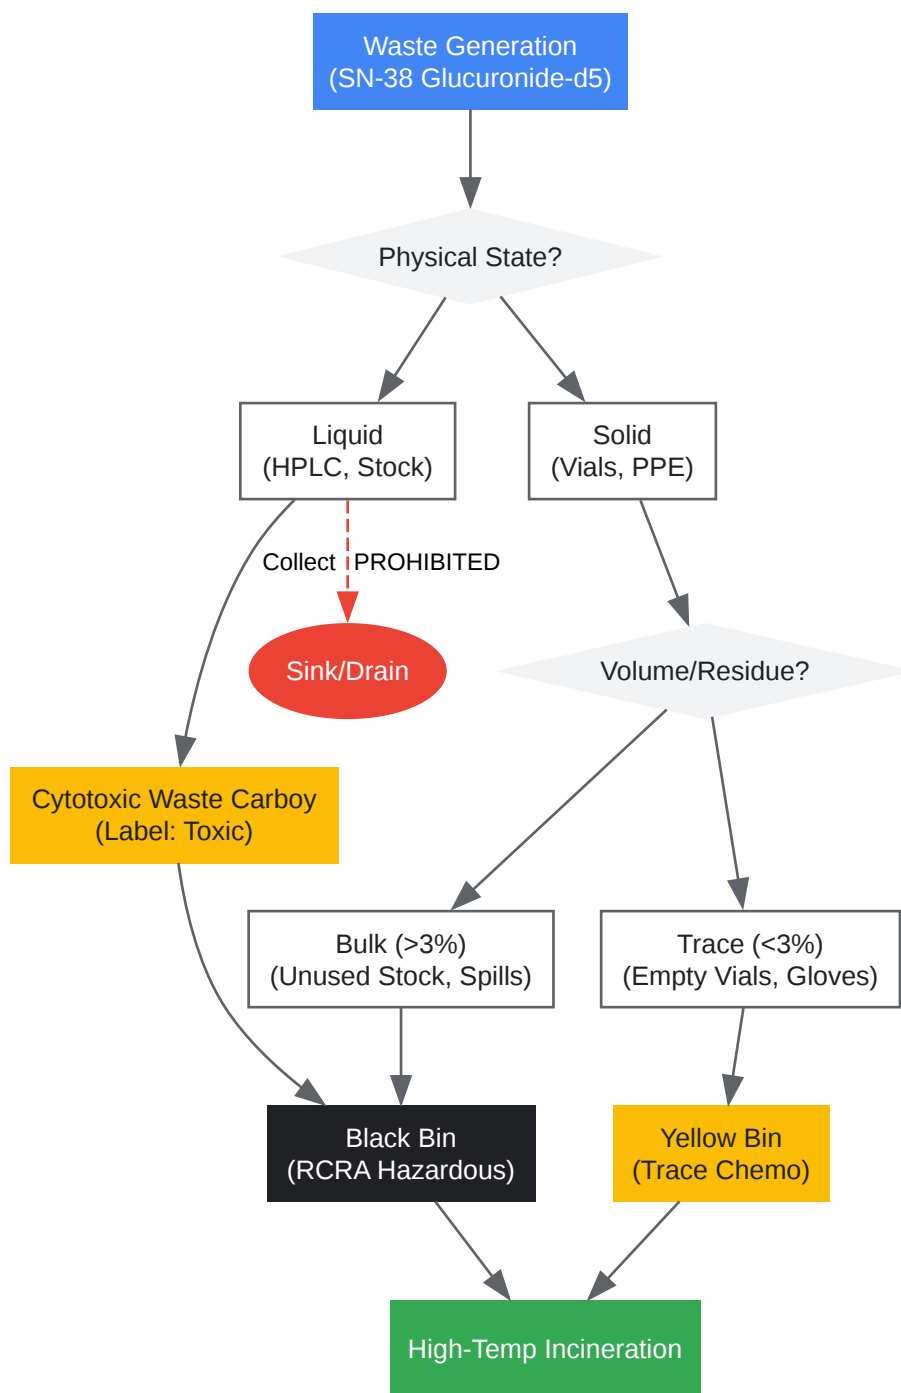 Waste Generation
(SN-38 Glucuronide-d5)
Physical State?
Liquid
(HPLC, Stock)
Solid
(Vials, PPE)
Collect
PROHIBITED
Sink/Drain
Volume/Residue?
Cytotoxic Waste Carboy
(Label: Toxic)
Bulk (>3%)
(Unused Stock, Spills)
Trace (<3%)
(Empty Vials, Gloves)
Black Bin
(RCRA Hazardous)
Yellow Bin
(Trace Chemo)
High-Temp Incineration